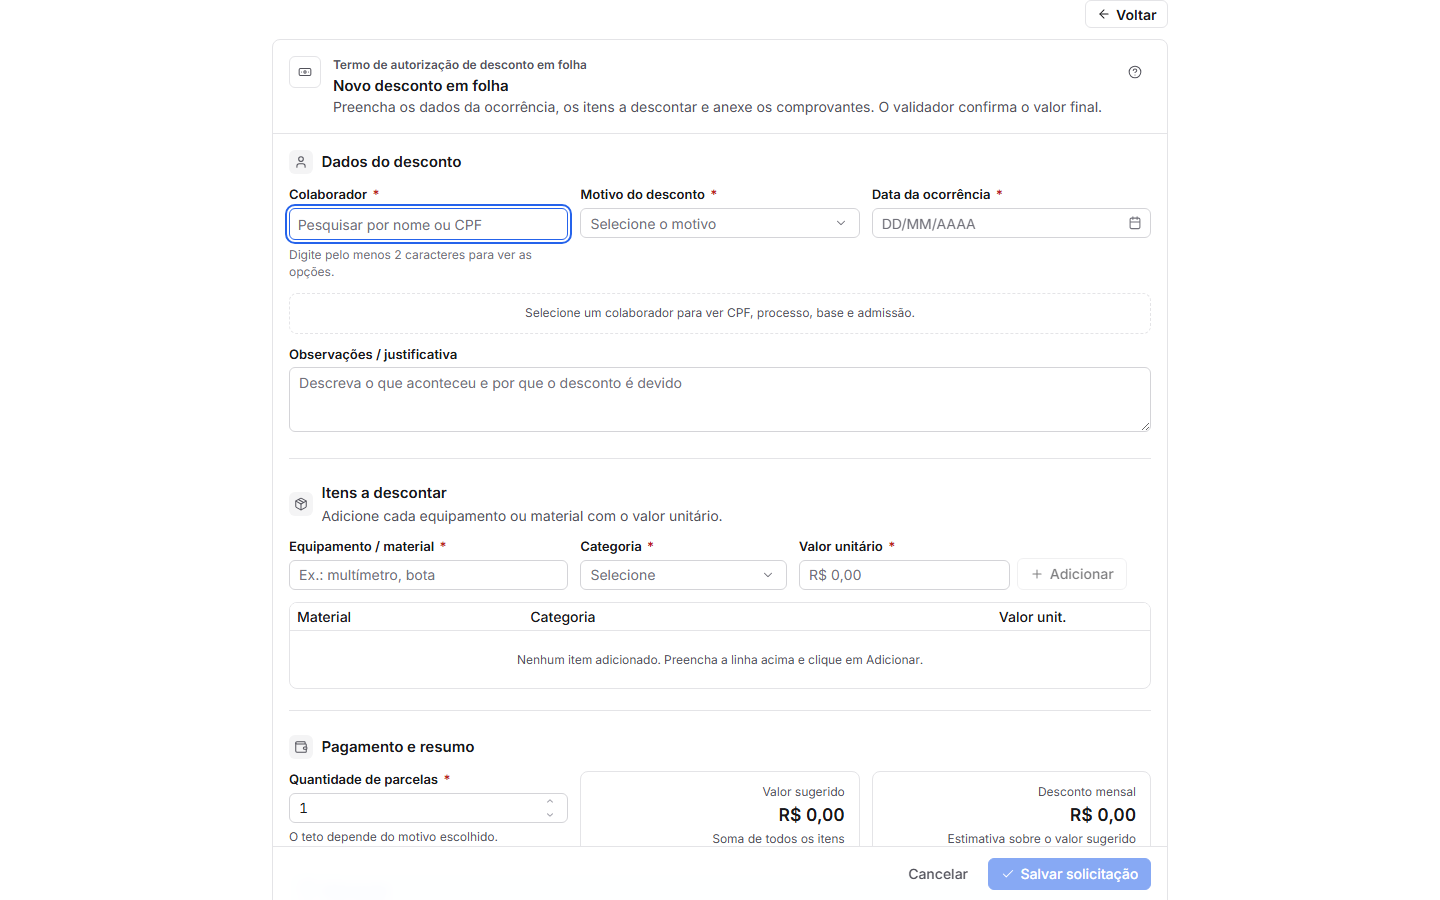 Voltar
Termo de autorização de desconto em folha
Novo desconto em folha
Preencha os dados da ocorrência, os itens a descontar e anexe os comprovantes. O validador confirma o valor final.
Dados do desconto
Colaborador *
Motivo do desconto *
Data da ocorrência *
Pesquisar por nome ou CPF
Selecione o motivo
DD/MM/AAAA
Digite pelo menos 2 caracteres para ver as
opções.
Selecione um colaborador para ver CPF, processo, base e admissão.
Observações / justificativa
Descreva o que aconteceu e por que o desconto é devido
Itens a descontar
Adicione cada equipamento ou material com o valor unitário.
Equipamento / material *
Categoria *
Valor unitário *
Ex.: multímetro, bota
Selecione
R$ 0,00
Adicionar
Material
Categoria
Valor unit.
Nenhum item adicionado. Preencha a linha acima e clique em Adicionar.
Pagamento e resumo
Quantidade de parcelas *
1
O teto depende do motivo escolhido.
Valor sugerido
R$ 0,00
Soma de todos os itens
Desconto mensal
R$ 0,00
Estimativa sobre o valor sugerido
Cancelar
Salvar solicitação